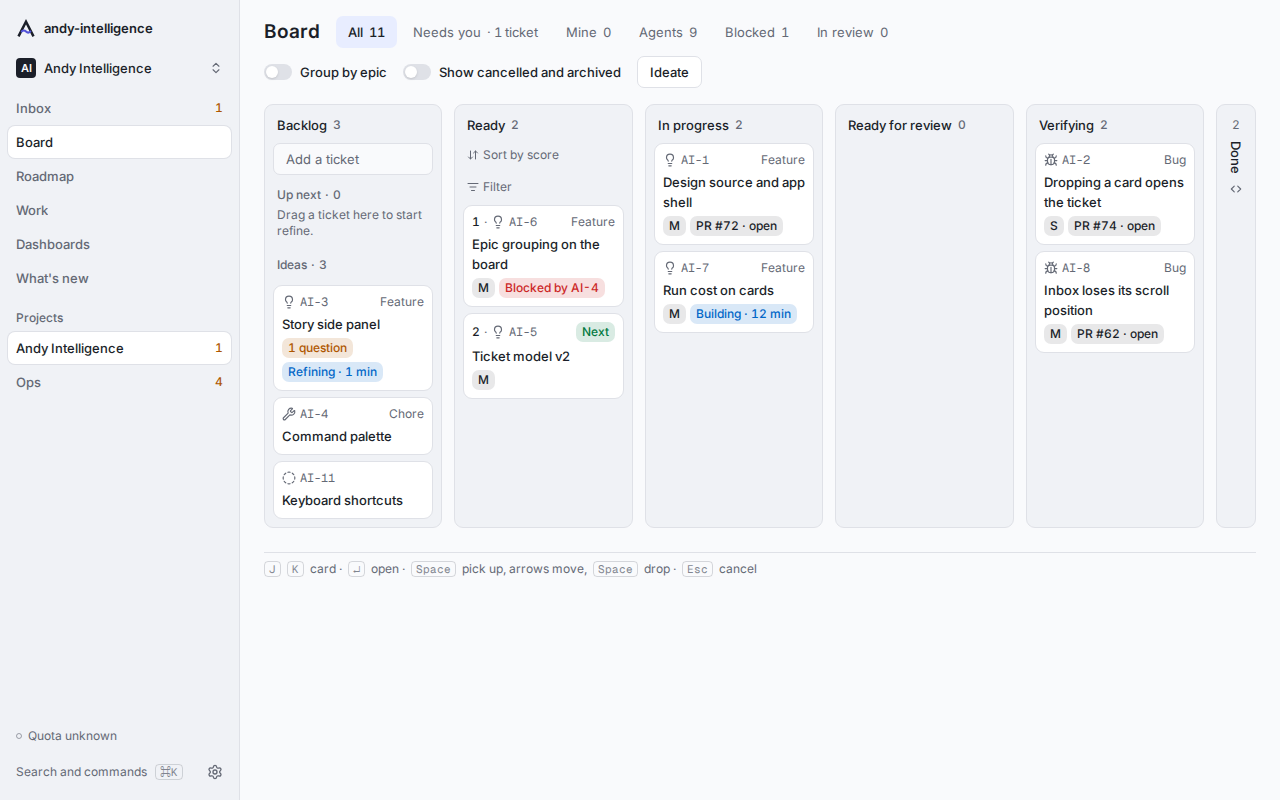 andy-intelligence
AI Andy Intelligence
Inbox 1
Board
Roadmap
Work
Dashboards
What's new
Projects
Andy Intelligence 1
Ops 4
Quota unknown
Search and commands ⌘K
Board All 11 Needs you · 1 ticket Mine 0 Agents 9 Blocked 1 In review 0
Group by epic Show cancelled and archived Ideate
Backlog 3
Add a ticket
Up next · 0
Drag a ticket here to start
refine.
Ideas · 3
AI-3 Feature
Story side panel
1 question
Refining · 1 min
AI-4 Chore
Command palette
AI-11
Keyboard shortcuts
Ready 2
Sort by score
Filter
1 · AI-6 Feature
Epic grouping on the
board
M Blocked by AI-4
2 · AI-5 Next
Ticket model v2
M
In progress 2
AI-1 Feature
Design source and app
shell
M PR #72 · open
AI-7 Feature
Run cost on cards
M Building · 12 min
Ready for review 0
Verifying 2
AI-2 Bug
Dropping a card opens
the ticket
S PR #74 · open
AI-8 Bug
Inbox loses its scroll
position
M PR #62 · open
2
Done
J K card · ↵ open · Space pick up, arrows move, Space drop · Esc cancel